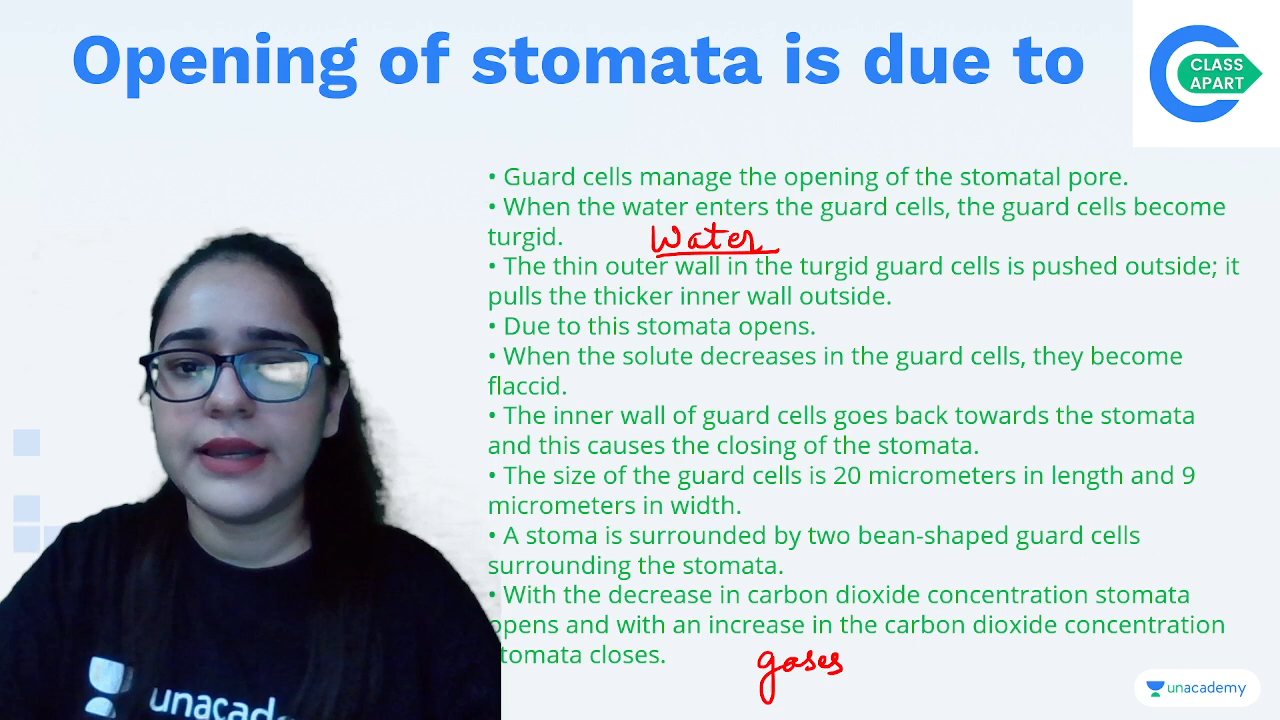 Opening of stomata is due to
CLASS
APART
• Guard cells manage the opening of the stomatal pore.
• When the water enters the guard cells, the guard cells become
turgid.
Water
• The thin outer wall in the turgid guard cells is pushed outside; it
pulls the thicker inner wall outside.
• Due to this stomata opens.
• When the solute decreases in the guard cells, they become
flaccid.
• The inner wall of guard cells goes back towards the stomata
and this causes the closing of the stomata.
• The size of the guard cells is 20 micrometers in length and 9
micrometers in width.
• A stoma is surrounded by two bean-shaped guard cells
surrounding the stomata.
• With the decrease in carbon dioxide concentration stomata
opens and with an increase in the carbon dioxide concentration
stomata closes.
gases
unacad
unacademy